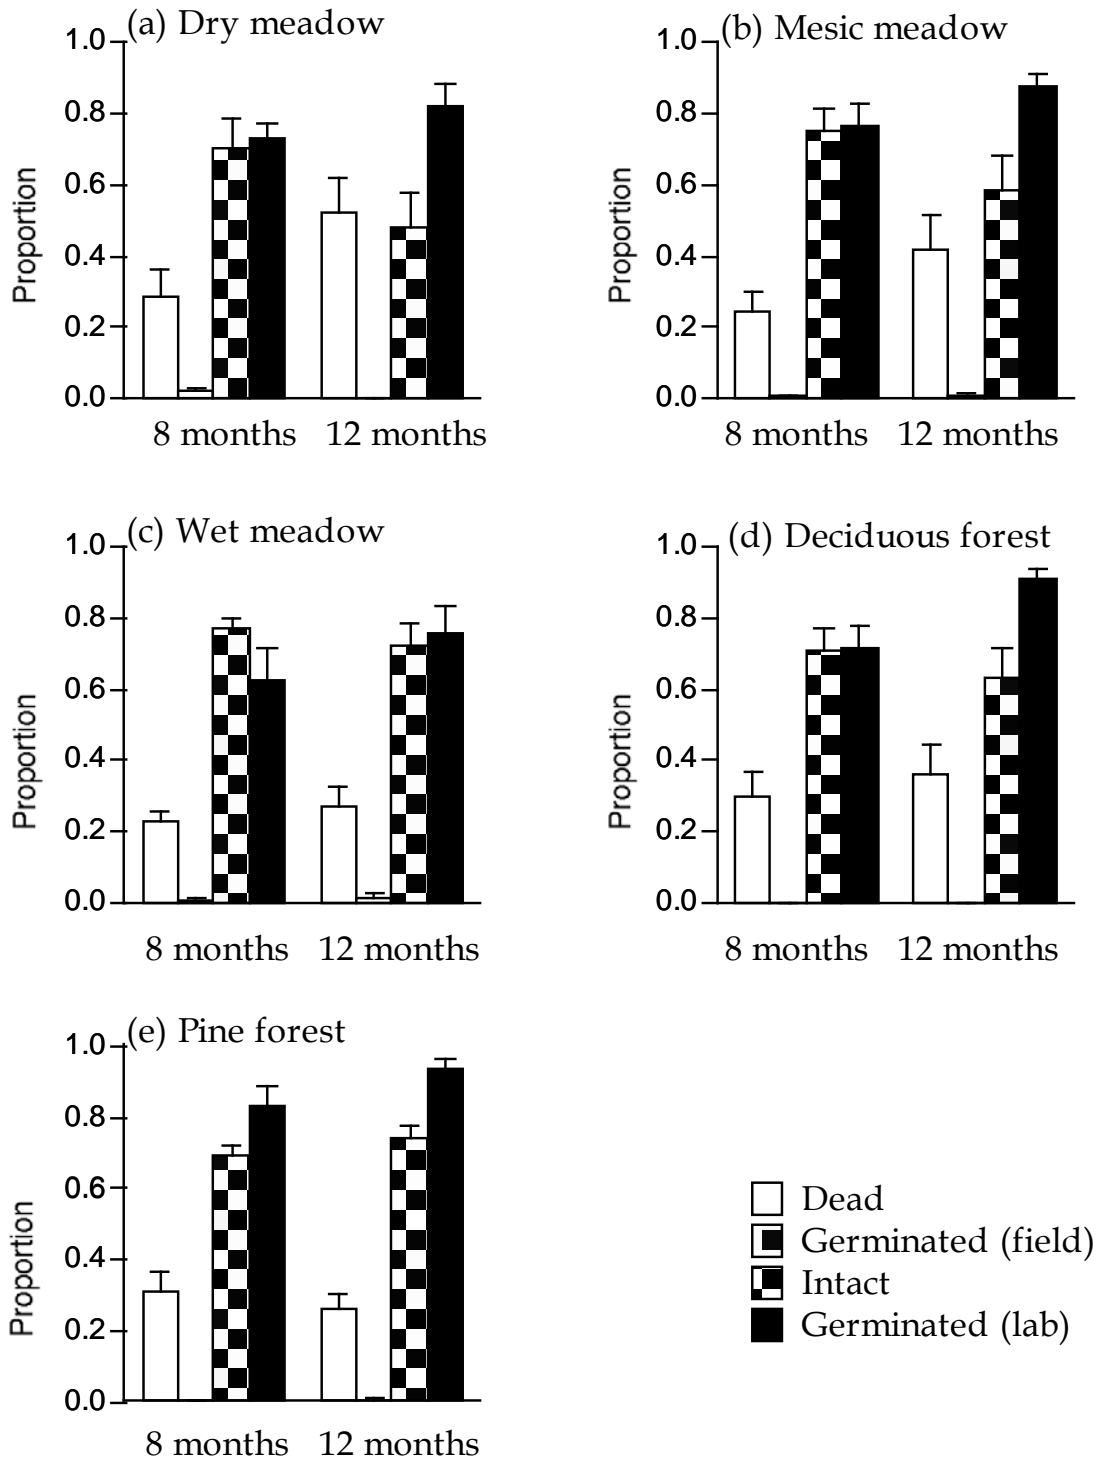 (a) Dry meadow
1.0
0.8
0.6
0.4
0.2
0.0
Proportion
8 months 12 months
(b) Mesic meadow
1.0
0.8
0.6
0.4
0.2
0.0
Proportion
8 months 12 months
(c) Wet meadow
1.0
0.8
0.6
0.4
0.2
0.0
Proportion
8 months 12 months
(d) Deciduous forest
1.0
0.8
0.6
0.4
0.2
0.0
Proportion
8 months 12 months
(e) Pine forest
1.0
0.8
0.6
0.4
0.2
0.0
Proportion
8 months 12 months
Dead
Germinated (field)
Intact
Germinated (lab)